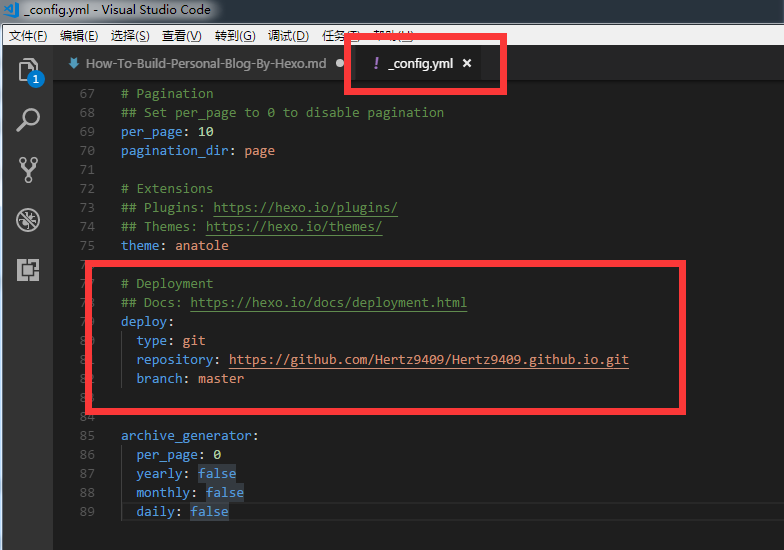 _config.yml - Visual Studio Code
文件(F) 编辑(E) 选择(S) 查看(V) 转到(G) 调试(D) 任务(T) 帮助(H)
How-To-Build-Personal-Blog-By-Hexo.md ! _config.yml
1
67 # Pagination
68 ## Set per_page to 0 to disable pagination
69 per_page: 10
70 pagination_dir: page
71
72 # Extensions
73 ## Plugins: https://hexo.io/plugins/
74 ## Themes: https://hexo.io/themes/
75 theme: anatole
77 # Deployment
78 ## Docs: https://hexo.io/docs/deployment.html
79 deploy:
80 type: git
81 repository: https://github.com/Hertz9409/Hertz9409.github.io.git
82 branch: master
83
84
85 archive_generator:
86 per_page: 0
87 yearly: false
88 monthly: false
89 daily: false